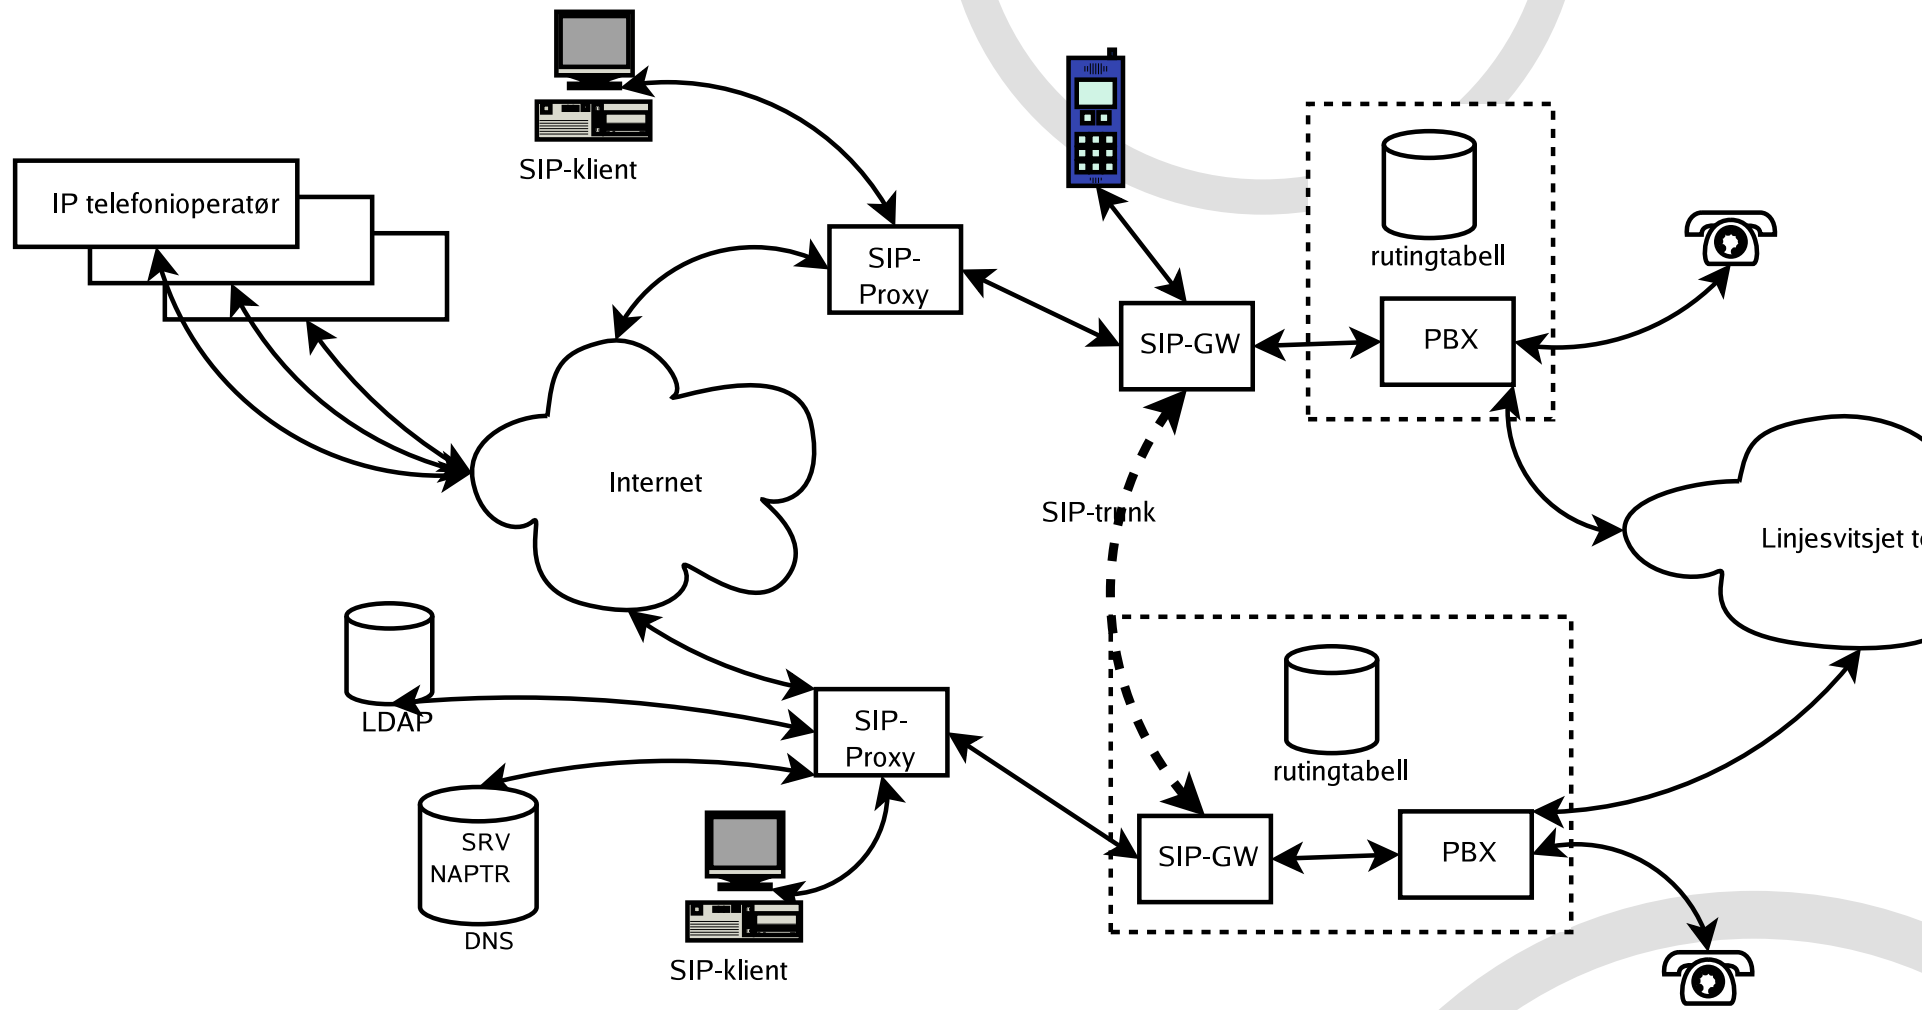 SIP-klient
IP telefonioperatør
SIP-
Proxy
rutingtabell
SIP-GW
PBX
Internet
SIP-trunk
Linjesvitsjet
LDAP
SIP-
Proxy
rutingtabell
SRV
NAPTR
DNS
SIP-GW
PBX
SIP-klient